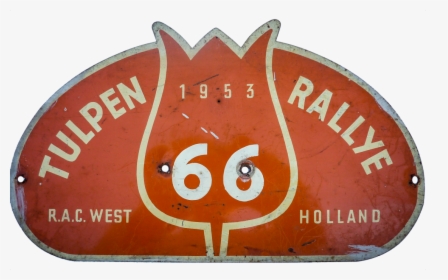 TULPEN 1953 RALLYE
66
R.A.C. WEST HOLLAND